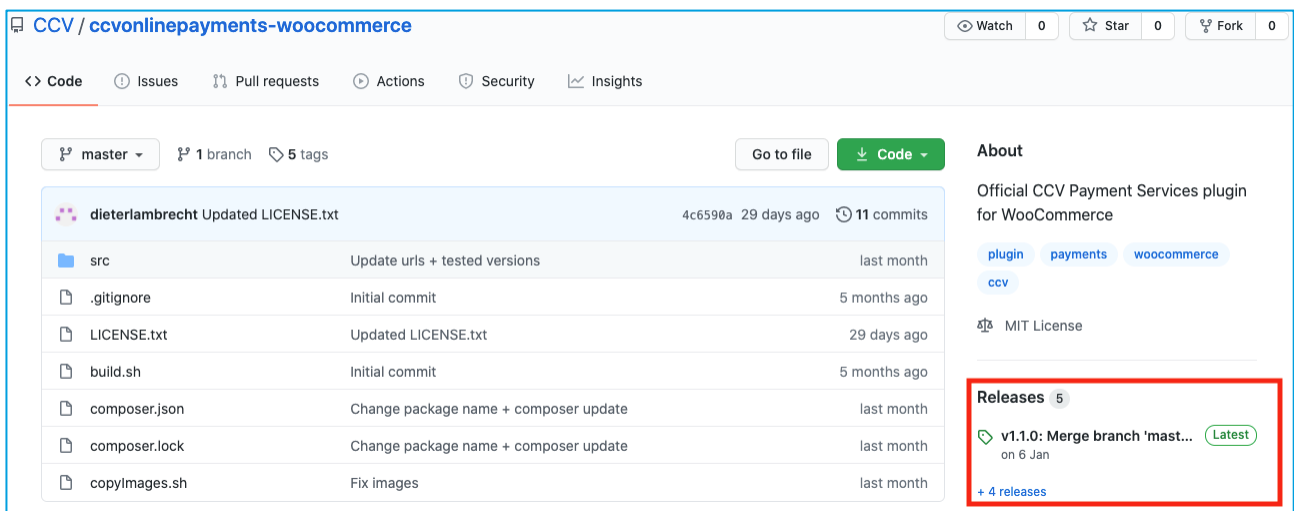 CCV / ccvonlinepayments-woocommerce
Watch 0 Star 0 Fork 0
Code Issues Pull requests Actions Security Insights
master 1 branch 5 tags Go to file Code
dieterlambrecht Updated LICENSE.txt 4c6590a 29 days ago 11 commits
src Update urls + tested versions last month
.gitignore Initial commit 5 months ago
LICENSE.txt Updated LICENSE.txt 29 days ago
build.sh Initial commit 5 months ago
composer.json Change package name + composer update last month
composer.lock Change package name + composer update last month
copyImages.sh Fix images last month
About
Official CCV Payment Services plugin
for WooCommerce
plugin payments woocommerce
ccv
MIT License
Releases 5
v1.1.0: Merge branch 'mast... Latest
on 6 Jan
+ 4 releases